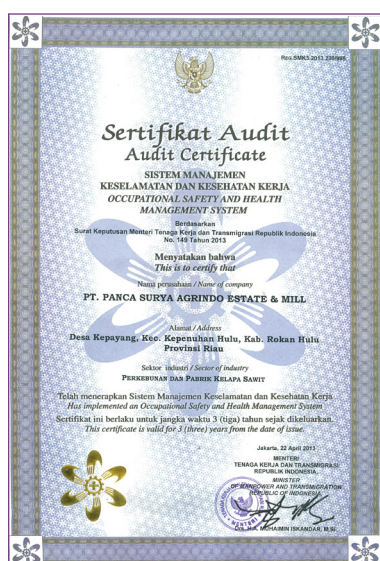 Reg.SMK3.2013.230/998
Sertifikat Audit
Audit Certificate
SISTEM MANAJEMEN
KESELAMATAN DAN KESEHATAN KERJA
OCCUPATIONAL SAFETY AND HEALTH
MANAGEMENT SYSTEM
Berdasarkan
Surat Keputusan Menteri Tenaga Kerja dan Transmigrasi Republik Indonesia
No. 149 Tahun 2013
Menyatakan bahwa
This is to certify that
Nama perusahaan / Name of company
PT. PANCA SURYA AGRINDO ESTATE & MILL
Alamat / Address
Desa Kepayang, Kec. Kepenuhan Hulu, Kab. Rokan Hulu
Provinsi Riau
Sektor industri / Sector of industry
PERKEBUNAN DAN PABRIK KELAPA SAWIT
Telah menerapkan Sistem Manajemen Keselamatan dan Kesehatan Kerja
Has implemented an Occupational Safety and Health Management System
Sertifikat ini berlaku untuk jangka waktu 3 (tiga) tahun sejak dikeluarkan.
This certificate is valid for 3 (three) years from the date of issue.
Jakarta, 22 April 2013
MENTERI
TENAGA KERJA DAN TRANSMIGRASI
REPUBLIK INDONESIA
MINISTER
OF MANPOWER AND TRANSMIGRATION
REPUBLIC OF INDONESIA
Drs. H.A. MUHAIMIN ISKANDAR, M.Si.